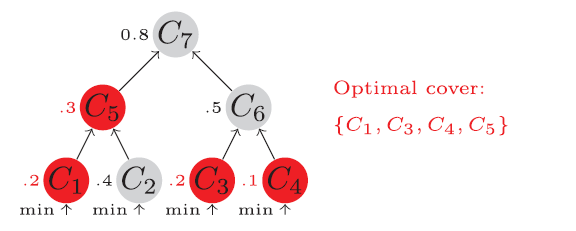 0.8 C₇
.3 C₅ .5 C₆
Optimal cover:
{C₁, C₃, C₄, C₅}
.2 C₁ .4 C₂ .2 C₃ .1 C₄
min ↑ min ↑ min ↑ min ↑